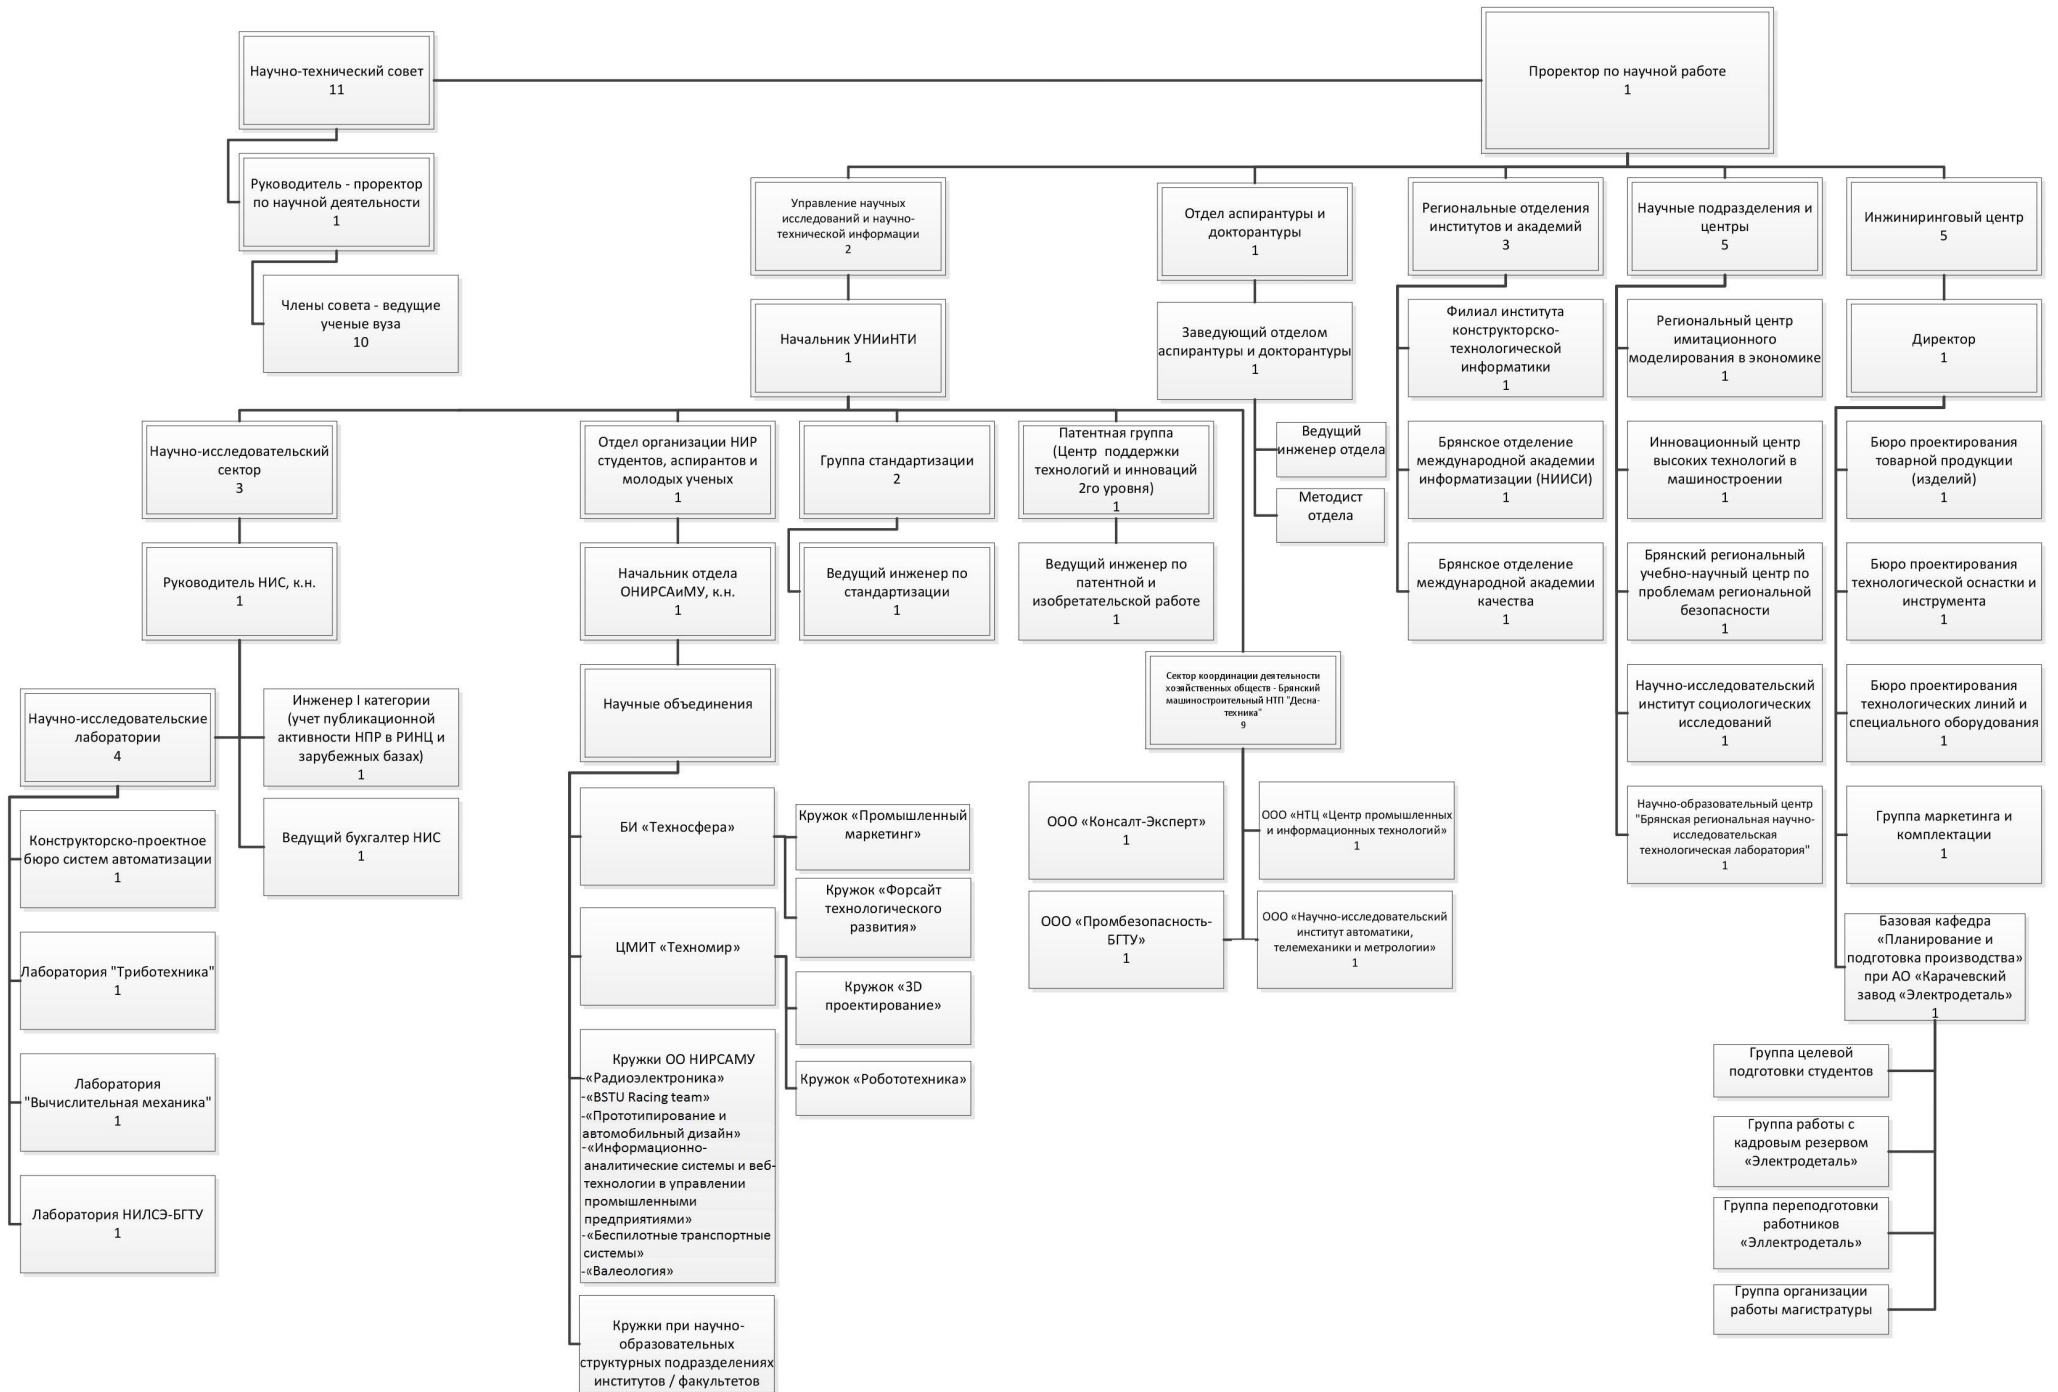 Научно-технический совет
11
Проректор по научной работе
1
Руководитель - проректор
по научной деятельности
1
Члены совета - ведущие
ученые вуза
10
Управление научных
исследований и научно-
технической информации
2
Отдел аспирантуры и
докторантуры
1
Региональные отделения
институтов и академий
3
Научные подразделения и
центры
5
Инжиниринговый центр
5
Начальник УНИиНТИ
1
Заведующий отделом
аспирантуры и докторантуры
1
Ведущий
инженер отдела
Методист
отдела
Филиал института
конструкторско-
технологической
информатики
1
Брянское отделение
международной академии
информатизации (НИИСИ)
1
Брянское отделение
международной академии
качества
1
Региональный центр
имитационного
моделирования в экономике
1
Инновационный центр
высоких технологий в
машиностроении
1
Брянский региональный
учебно-научный центр по
проблемам региональной
безопасности
1
Научно-исследовательский
институт социологических
исследований
1
Научно-образовательный центр
"Брянская региональная научно-
исследовательская
технологическая лаборатория"
1
Директор
1
Бюро проектирования
товарной продукции
(изделий)
1
Бюро проектирования
технологической оснастки и
инструмента
1
Бюро проектирования
технологических линий и
специального оборудования
1
Группа маркетинга и
комплектации
1
Базовая кафедра
«Планирование и
подготовка производства»
при АО «Карачевский
завод «Электродеталь»
1
Группа целевой
подготовки студентов
Группа работы с
кадровым резервом
«Электродеталь»
Группа переподготовки
работников
«Эллектродеталь»
Группа организации
работы магистратуры
Научно-исследовательский
сектор
3
Отдел организации НИР
студентов, аспирантов и
молодых ученых
1
Группа стандартизации
2
Патентная группа
(Центр поддержки
технологий и инноваций
2го уровня)
1
Руководитель НИС, к.н.
1
Начальник отдела
ОНИРСАиМУ, к.н.
1
Ведущий инженер по
стандартизации
1
Ведущий инженер по
патентной и
изобретательской работе
1
Сектор координации деятельности
хозяйственных обществ - Брянский
машиностроительный НТП "Десна-
техника"
9
ООО «Консалт-Эксперт»
1
ООО «НТЦ «Центр промышленных
и информационных технологий»
1
ООО «Промбезопасность-
БГТУ»
1
ООО «Научно-исследовательский
институт автоматики,
телемеханики и метрологии»
1
Научно-исследовательские
лаборатории
4
Инженер I категории
(учет публикационной
активности НПР в РИНЦ и
зарубежных базах)
1
Ведущий бухгалтер НИС
1
Конструкторско-проектное
бюро систем автоматизации
1
Лаборатория "Триботехника"
1
Лаборатория
"Вычислительная механика"
1
Лаборатория НИЛСЭ-БГТУ
1
Научные объединения
БИ «Техносфера»
Кружок «Промышленный
маркетинг»
Кружок «Форсайт
технологического
развития»
ЦМИТ «Техномир»
Кружок «3D
проектирование»
Кружок «Робототехника»
Кружки ОО НИРСАМУ
-«Радиоэлектроника»
-«BSTU Racing team»
-«Прототипирование и
автомобильный дизайн»
-«Информационно-
аналитические системы и веб-
технологии в управлении
промышленными
предприятиями»
-«Беспилотные транспортные
системы»
-«Валеология»
Кружки при научно-
образовательных
структурных подразделениях
институтов / факультетов